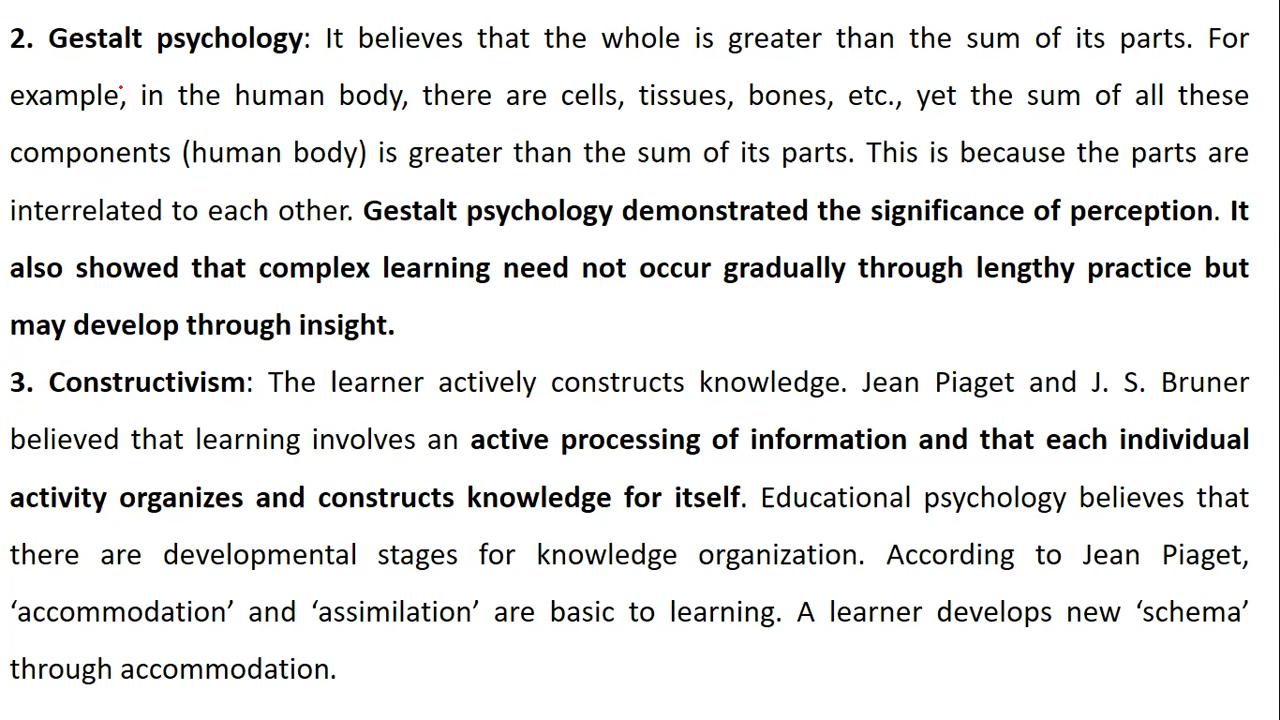 2. Gestalt psychology: It believes that the whole is greater than the sum of its parts. For
example, in the human body, there are cells, tissues, bones, etc., yet the sum of all these
components (human body) is greater than the sum of its parts. This is because the parts are
interrelated to each other. Gestalt psychology demonstrated the significance of perception. It
also showed that complex learning need not occur gradually through lengthy practice but
may develop through insight.
3. Constructivism: The learner actively constructs knowledge. Jean Piaget and J. S. Bruner
believed that learning involves an active processing of information and that each individual
activity organizes and constructs knowledge for itself. Educational psychology believes that
there are developmental stages for knowledge organization. According to Jean Piaget,
‘accommodation’ and ‘assimilation’ are basic to learning. A learner develops new ‘schema’
through accommodation.